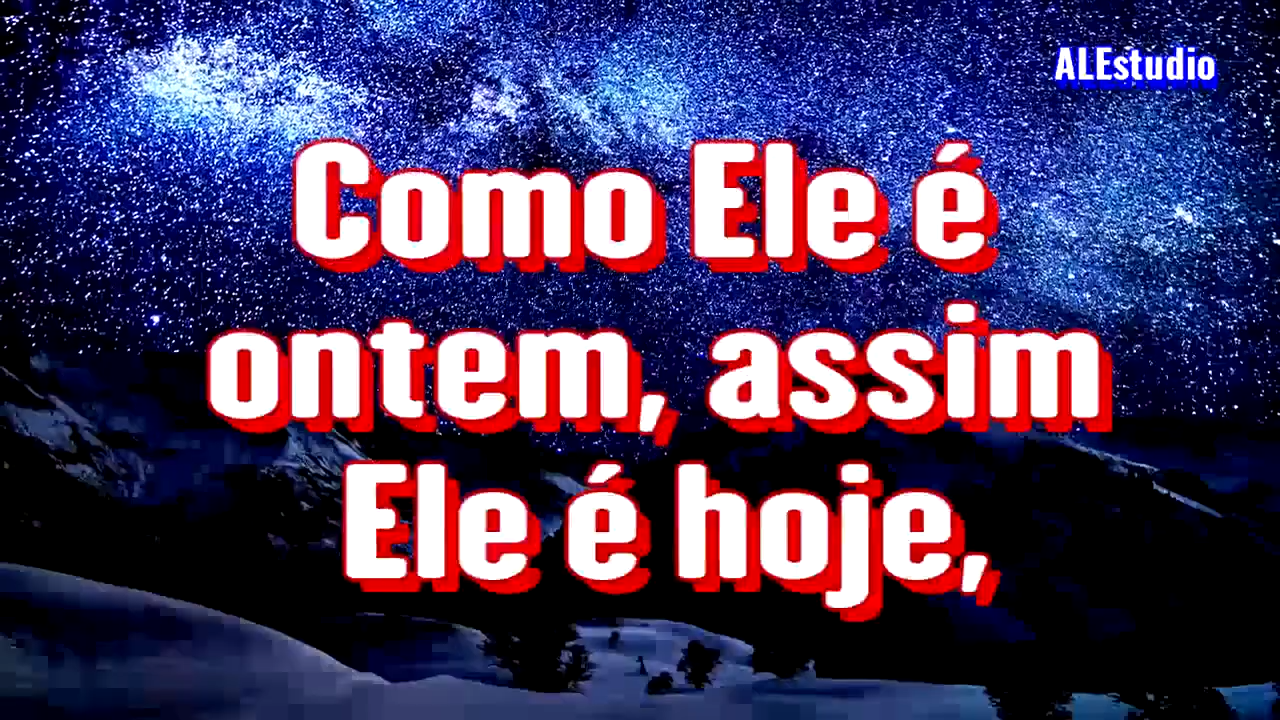 ALEstudio
Como Ele é
ontem, assim
Ele é hoje,